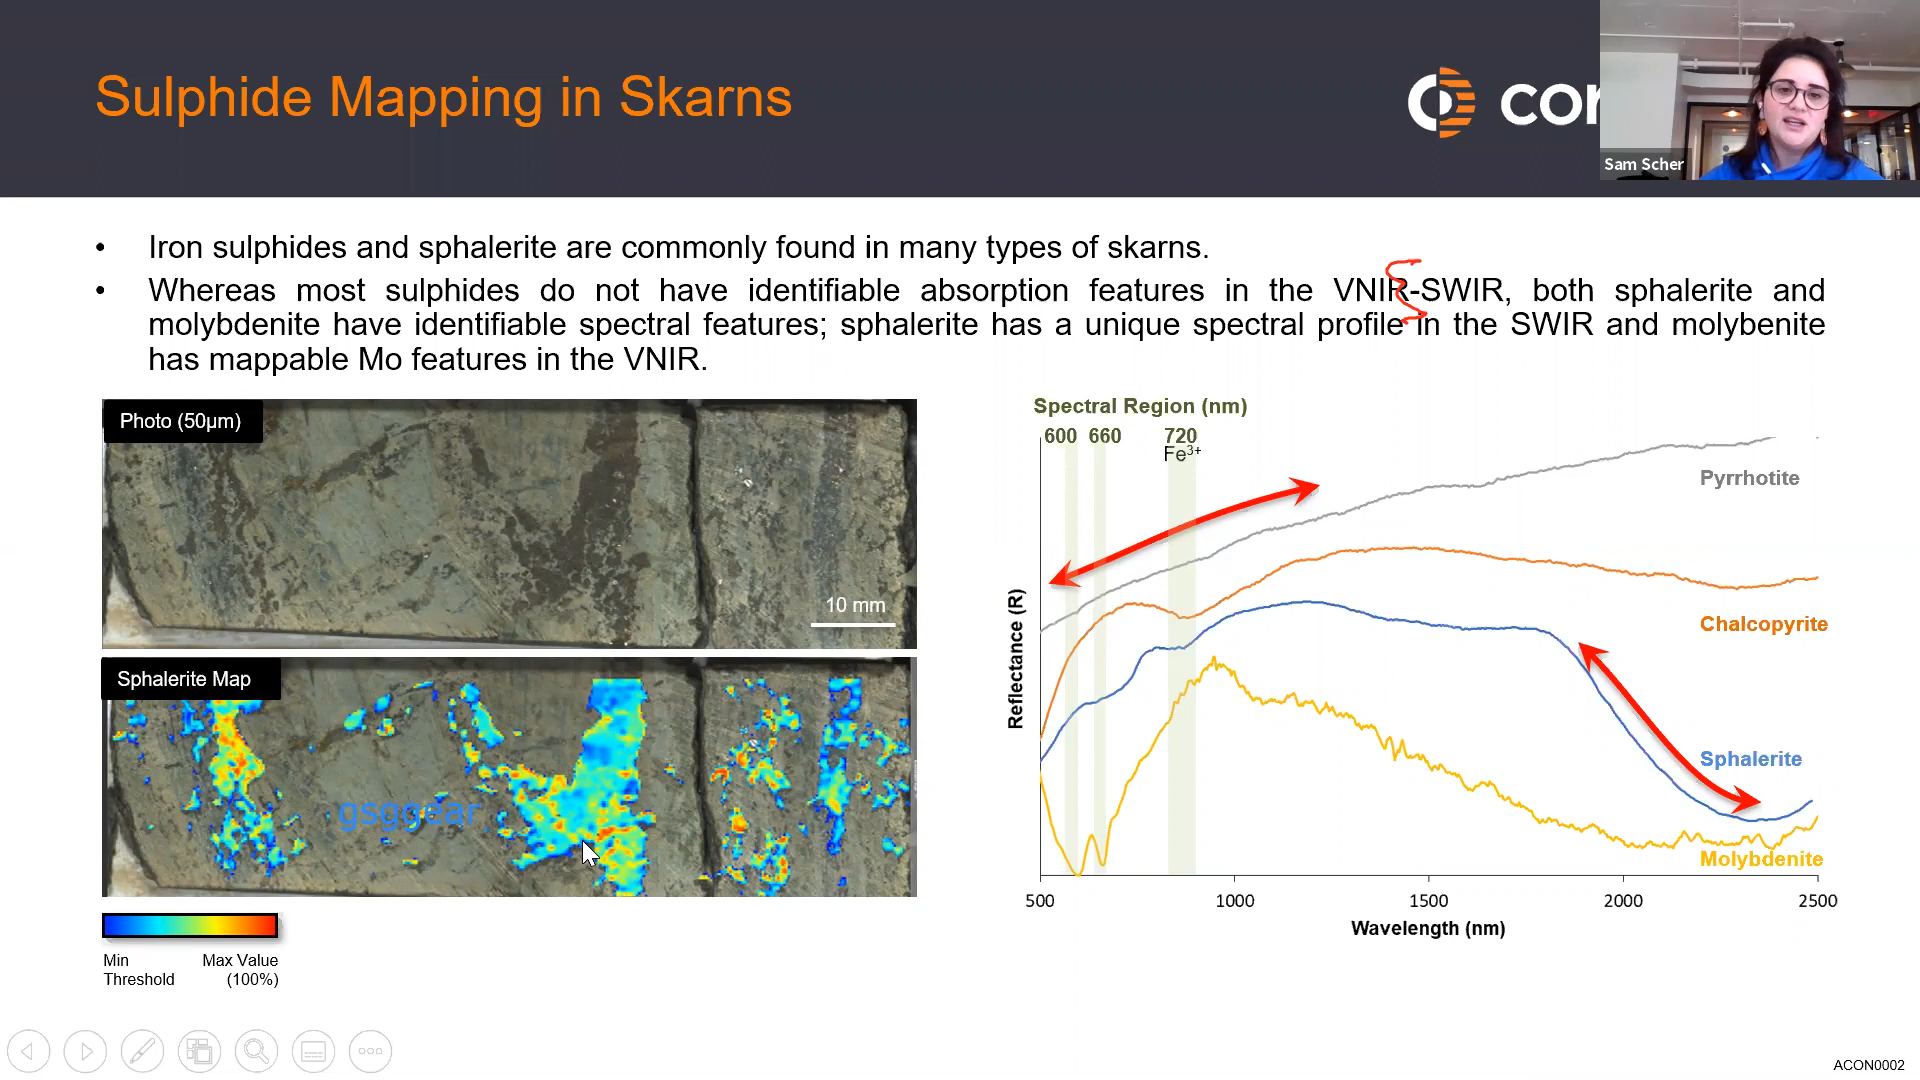 Sulphide Mapping in Skarns
cor
Sam Scher
• Iron sulphides and sphalerite are commonly found in many types of skarns.
• Whereas most sulphides do not have identifiable absorption features in the VNIR-SWIR, both sphalerite and
molybdenite have identifiable spectral features; sphalerite has a unique spectral profile in the SWIR and molybenite
has mappable Mo features in the VNIR.
Photo (50µm)
10 mm
Sphalerite Map
gsggear
Min
Threshold
Max Value
(100%)
Spectral Region (nm)
600 660 720
Fe³⁺
Pyrrhotite
Chalcopyrite
Sphalerite
Molybdenite
Reflectance (R)
500 1000 1500 2000 2500
Wavelength (nm)
ACON0002